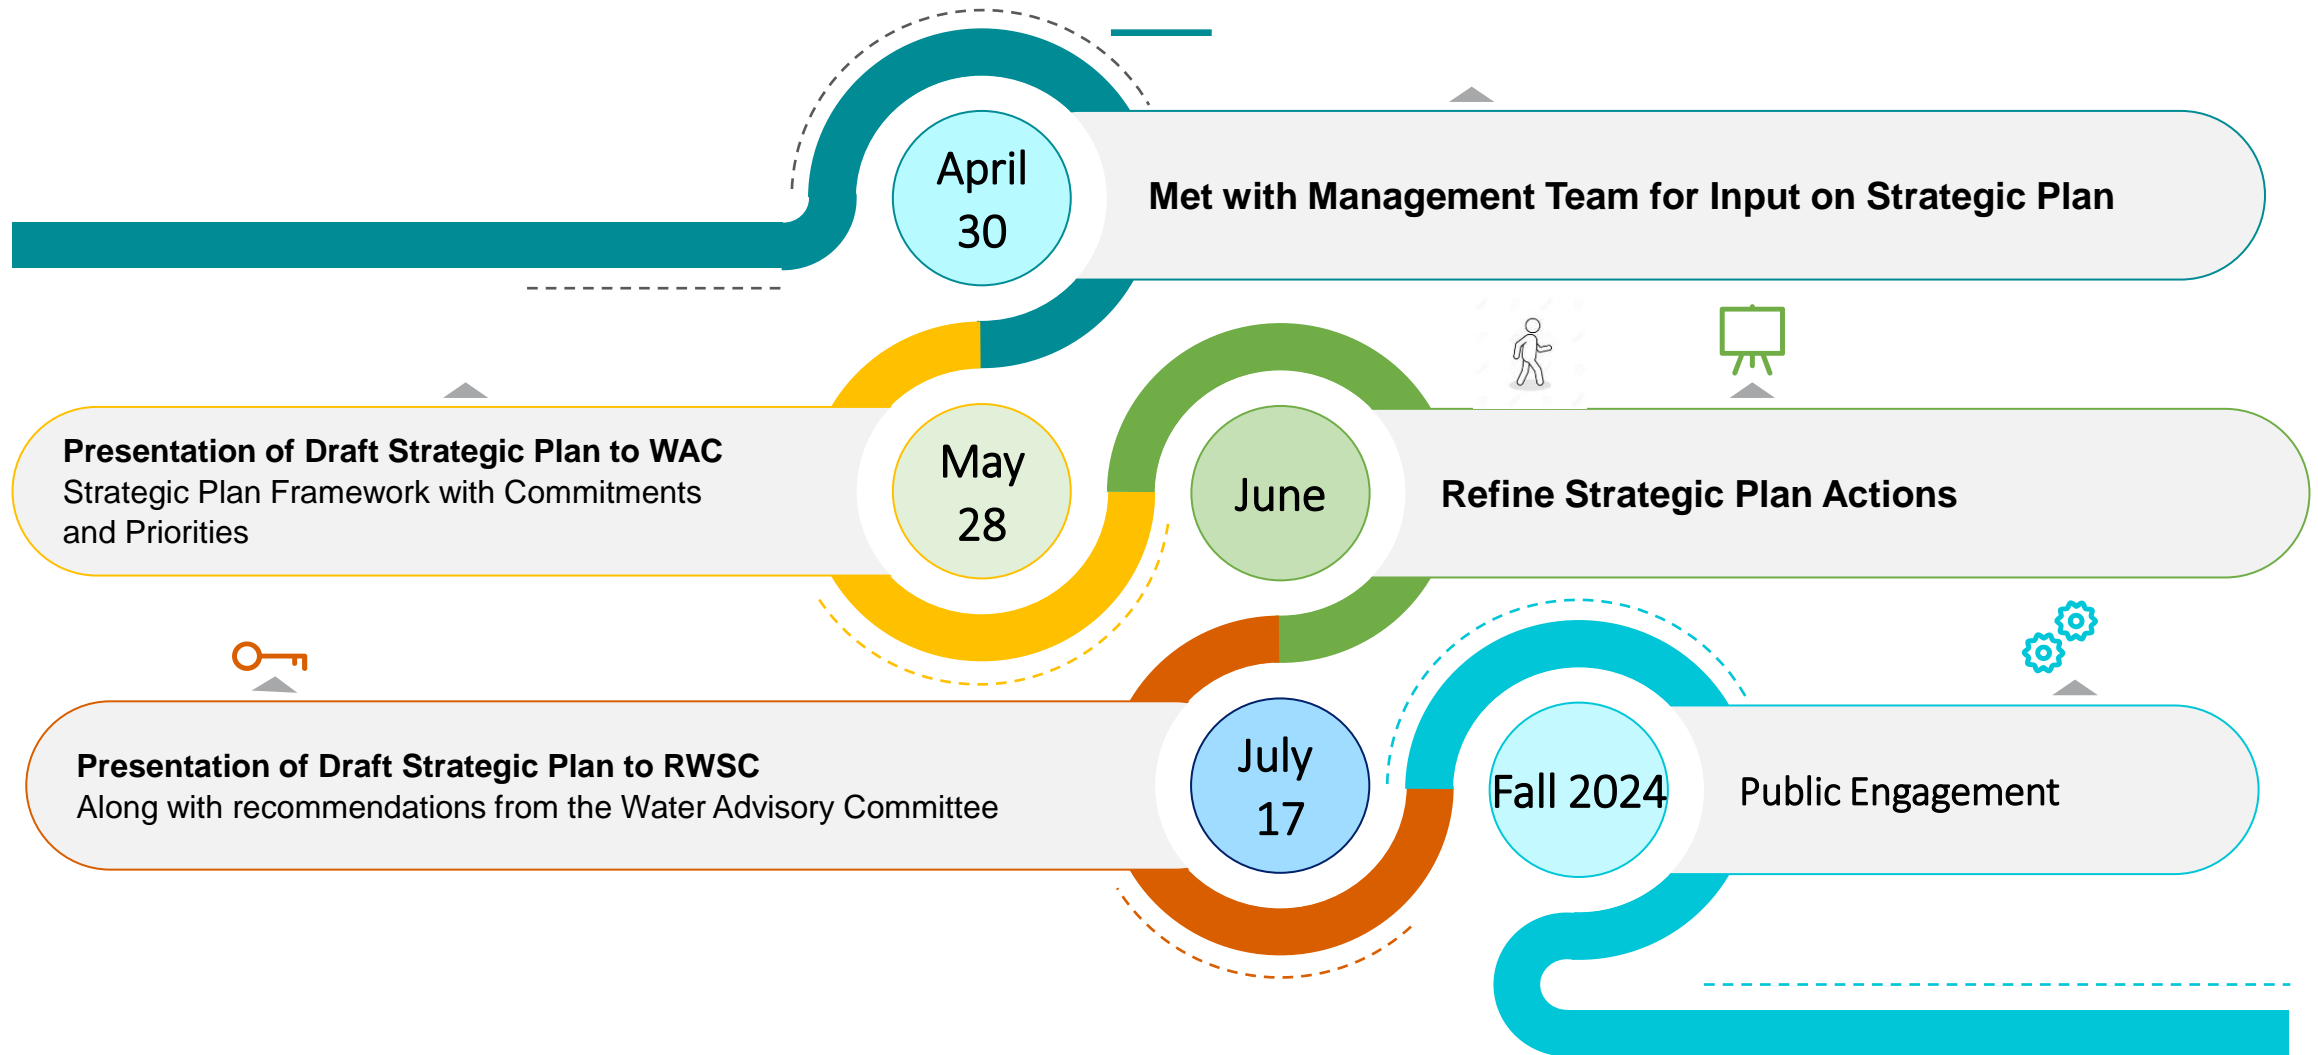 April
30
Met with Management Team for Input on Strategic Plan
Presentation of Draft Strategic Plan to WAC
Strategic Plan Framework with Commitments
and Priorities
May
28
June
Refine Strategic Plan Actions
Presentation of Draft Strategic Plan to RWSC
Along with recommendations from the Water Advisory Committee
July
17
Fall 2024
Public Engagement